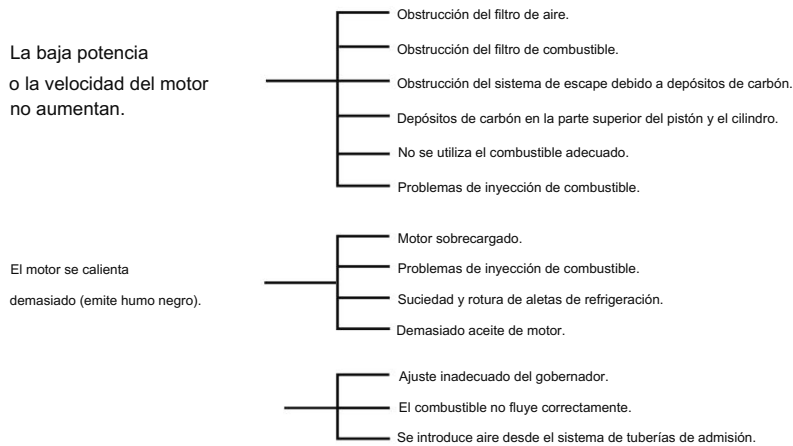 La baja potencia
o la velocidad del motor
no aumentan.
Obstrucción del filtro de aire.
Obstrucción del filtro de combustible.
Obstrucción del sistema de escape debido a depósitos de carbón.
Depósitos de carbón en la parte superior del pistón y el cilindro.
No se utiliza el combustible adecuado.
Problemas de inyección de combustible.
El motor se calienta
demasiado (emite humo negro).
Motor sobrecargado.
Problemas de inyección de combustible.
Suciedad y rotura de aletas de refrigeración.
Demasiado aceite de motor.
Ajuste inadecuado del gobernador.
El combustible no fluye correctamente.
Se introduce aire desde el sistema de tuberías de admisión.